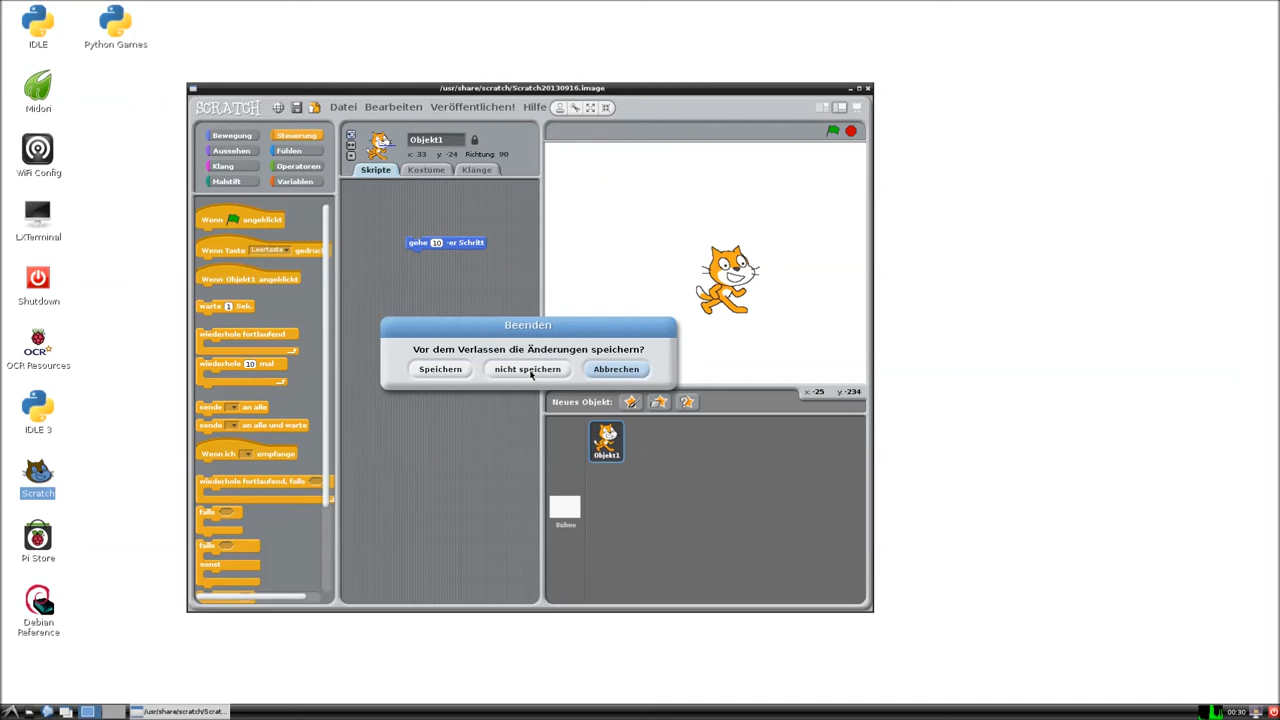 IDLE
Python Games
Midori
WiFi Config
LXTerminal
Shutdown
OCR
OCR Resources
IDLE 3
Scratch
Pi Store
Debian
Reference
/usr/share/scratch/Scratch20130916.image
SCRATCH
Datei Bearbeiten Veröffentlichen! Hilfe
Bewegung
Steuerung
Aussehen
Fühlen
Klang
Operatoren
Malstift
Variablen
Wenn angeklickt
Wenn Taste Leertaste gedrück
Wenn Objekt1 angeklickt
warte 1 Sek.
wiederhole fortlaufend
wiederhole 10 mal
sende an alle
sende an alle und warte
Wenn ich empfange
wiederhole fortlaufend, falls
falls
falls
sonst
Objekt1
x: 33 y: -24 Richtung: 90
Skripte
Kostüme
Klänge
gehe 10 -er Schritt
Beenden
Vor dem Verlassen die Änderungen speichern?
Speichern
nicht speichern
Abbrechen
x: -25 y: -234
Neues Objekt:
Objekt1
Bühne
/usr/share/scratch/Scrat...
00:30